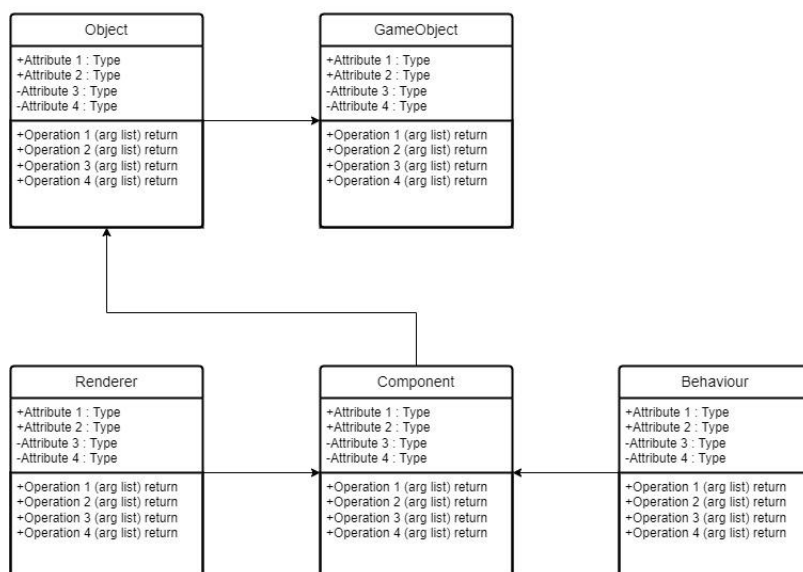 Object
+Attribute 1 : Type
+Attribute 2 : Type
-Attribute 3 : Type
-Attribute 4 : Type
+Operation 1 (arg list) return
+Operation 2 (arg list) return
+Operation 3 (arg list) return
+Operation 4 (arg list) return
GameObject
+Attribute 1 : Type
+Attribute 2 : Type
-Attribute 3 : Type
-Attribute 4 : Type
+Operation 1 (arg list) return
+Operation 2 (arg list) return
+Operation 3 (arg list) return
+Operation 4 (arg list) return
Renderer
+Attribute 1 : Type
+Attribute 2 : Type
-Attribute 3 : Type
-Attribute 4 : Type
+Operation 1 (arg list) return
+Operation 2 (arg list) return
+Operation 3 (arg list) return
+Operation 4 (arg list) return
Component
+Attribute 1 : Type
+Attribute 2 : Type
-Attribute 3 : Type
-Attribute 4 : Type
+Operation 1 (arg list) return
+Operation 2 (arg list) return
+Operation 3 (arg list) return
+Operation 4 (arg list) return
Behaviour
+Attribute 1 : Type
+Attribute 2 : Type
-Attribute 3 : Type
-Attribute 4 : Type
+Operation 1 (arg list) return
+Operation 2 (arg list) return
+Operation 3 (arg list) return
+Operation 4 (arg list) return